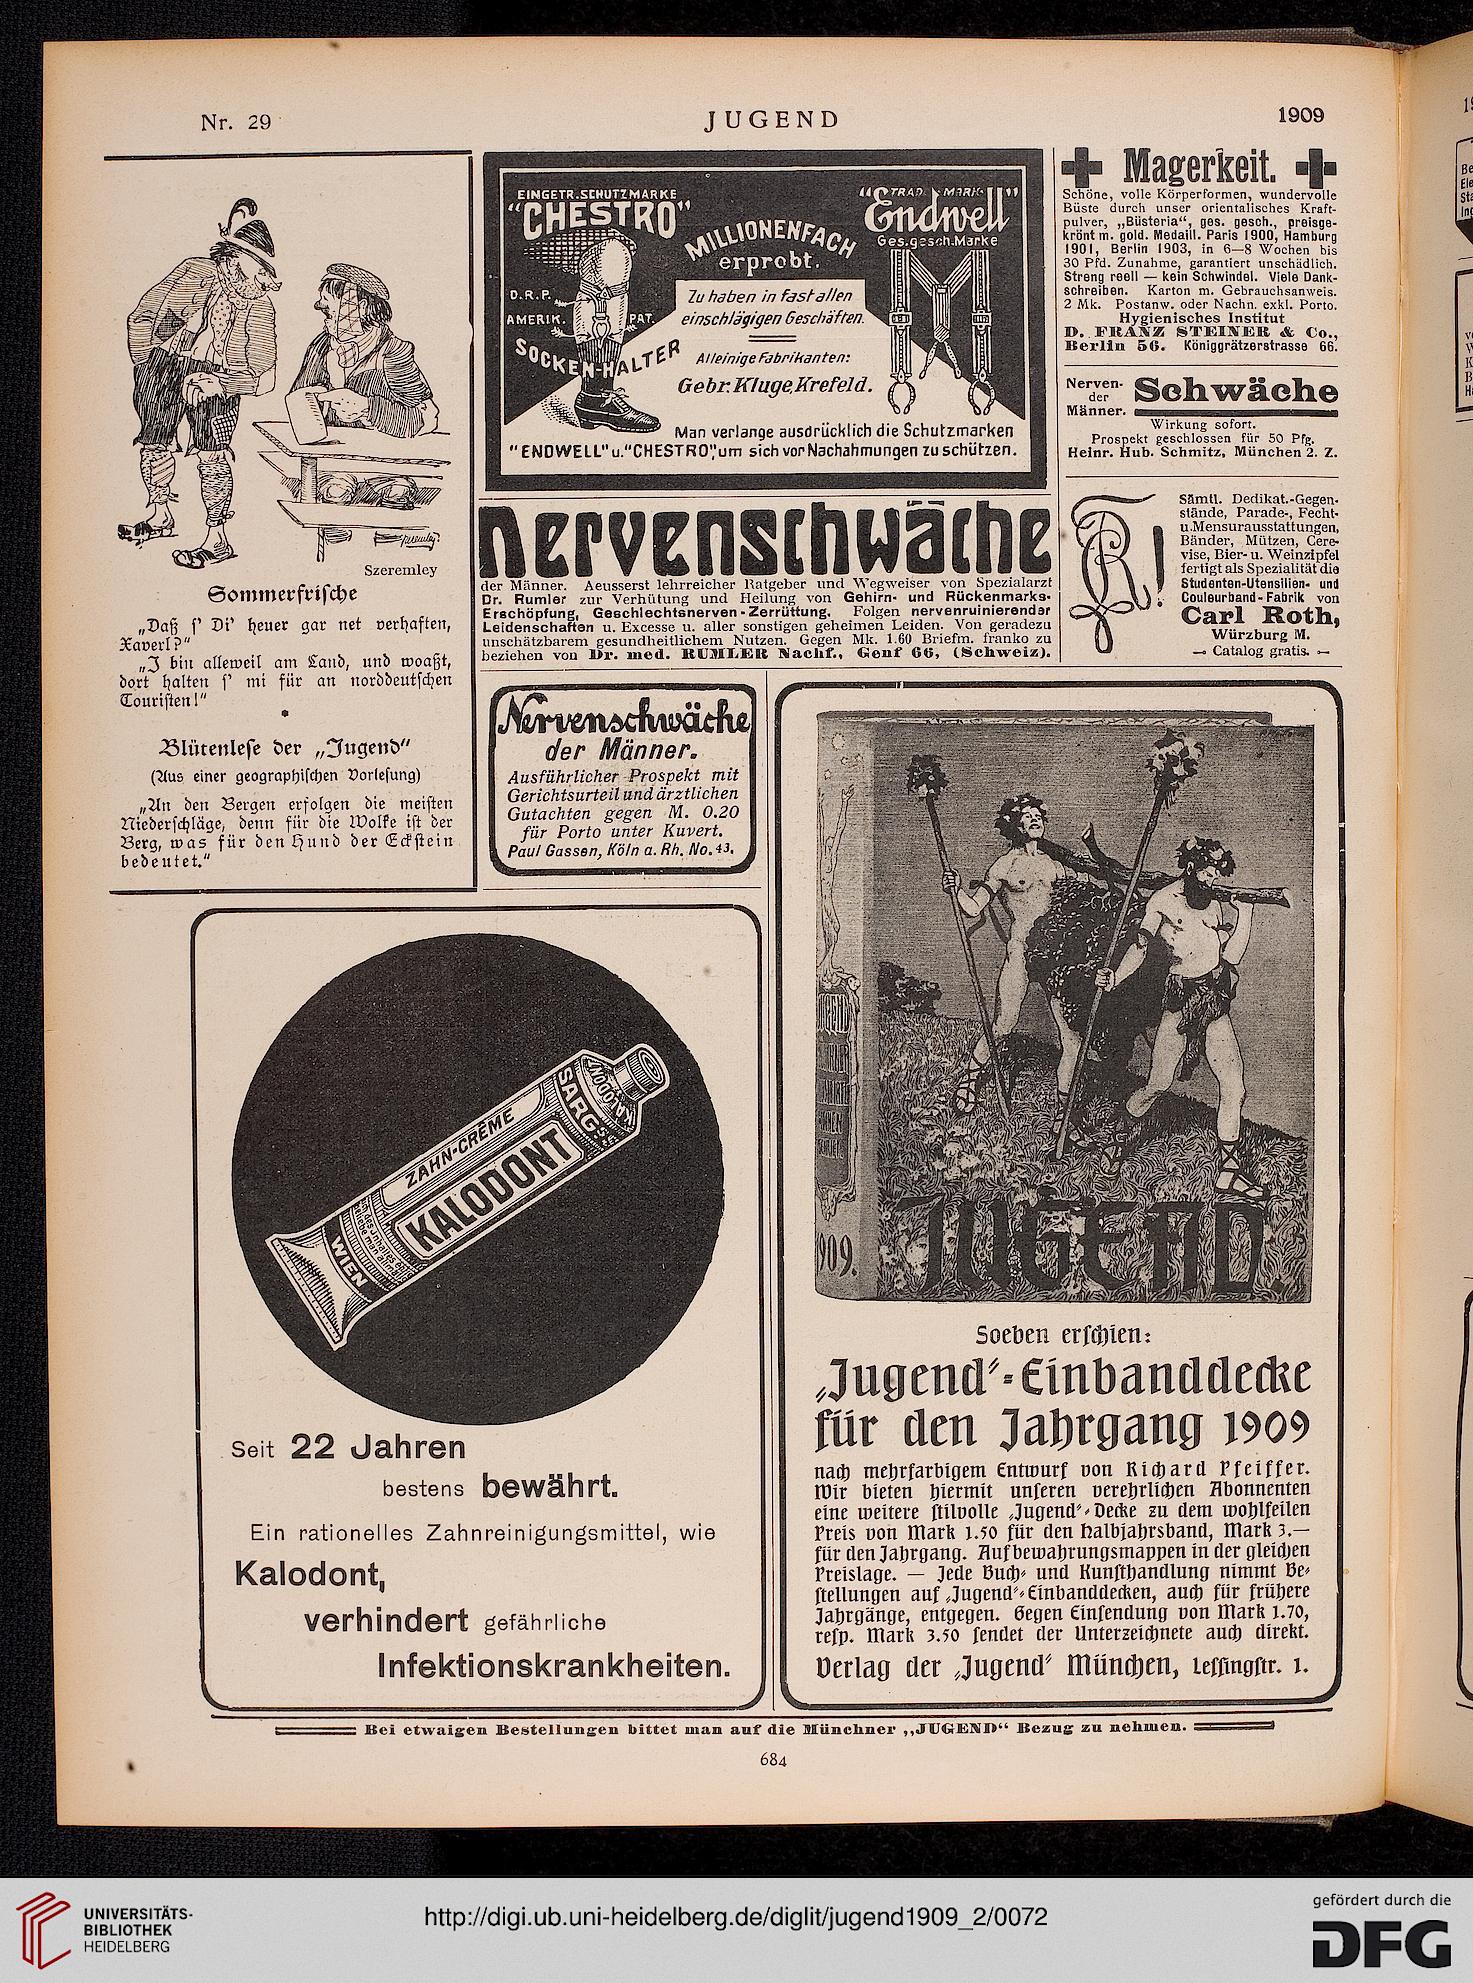 Nr. 29
JUGEND
1909
Szeremley
Sommerfrische
„Daß s' Di' heuer gar net verhaften,
Xaverl?"
„I bin alleweil am Land, und woaßt,
dort halten s' mi für an norddeutschen
Touristen!"
*
Blütenlese der „Jugend"
(Aus einer geographischen Vorlesung)
„An den Bergen erfolgen die meisten
Niederschläge, denn für die Wolke ist der
Berg, was für den Hund der Eckstein
bedeutet."
EINGETR. SCHUTZMARKE
"CHESTRO"
MILLIONENFACH
erprobt.
TRAD. MARK.
"Endwell"
Ges.gesch.Marke
D.R.P.
AMERIK. PAT.
SOCKEN-HALTER
Zu haben in fast allen
einschlägigen Geschäften.
Alleinige Fabrikanten:
Gebr. Kluge, Krefeld.
Man verlange ausdrücklich die Schutzmarken
"ENDWELL" u. "CHESTRO", um sich vor Nachahmungen zu schützen.
✚ Magerkeit. ✚
Schöne, volle Körperformen, wundervolle
Büste durch unser orientalisches Kraft-
pulver, „Büsteria“, ges. gesch., preisge-
krönt m. gold. Medaill. Paris 1900, Hamburg
1901, Berlin 1903, in 6—8 Wochen bis
30 Pfd. Zunahme, garantiert unschädlich.
Streng reell — kein Schwindel. Viele Dank-
schreiben. Karton m. Gebrauchsanweis.
2 Mk. Postanw. oder Nachn. exkl. Porto.
Hygienisches Institut
D. FRANZ STEINER & Co.,
Berlin 56. Königgrätzerstrasse 66.
Nerven-
der
Männer.
Schwäche
Wirkung sofort.
Prospekt geschlossen für 50 Pfg.
Heinr. Hub. Schmitz, München 2. Z.
Nervenschwäche
der Männer. Aeusserst lehrreicher Ratgeber und Wegweiser von Spezialarzt
Dr. Rumler zur Verhütung und Heilung von Gehirn- und Rückenmarks-
Erschöpfung, Geschlechtsnerven-Zerrüttung, Folgen nervenruinierender
Leidenschaften u. Excesse u. aller sonstigen geheimen Leiden. Von geradezu
unschätzbarem gesundheitlichem Nutzen. Gegen Mk. 1.60 Briefm. franko zu
beziehen von Dr. med. RUMLER Nachf., Genf 66, (Schweiz).
Sämtl. Dedikat.-Gegen-
stände, Parade-, Fecht-
u. Mensurausstattungen,
Bänder, Mützen, Cere-
vise, Bier- u. Weinzipfel
fertigt als Spezialität die
Studenten-Utensilien- und
Couleurband-Fabrik von
Carl Roth,
Würzburg M.
Catalog gratis.
Nervenschwäche
der Männer.
Ausführlicher Prospekt mit
Gerichtsurteil und ärztlichen
Gutachten gegen M. 0.20
für Porto unter Kuvert.
Paul Gassen, Köln a. Rh. No. 43.
KALODONT
SARG
ZAHN-CRÈME
KALODONT
WIEN
Seit 22 Jahren
bestens bewährt.
Ein rationelles Zahnreinigungsmittel, wie
Kalodont,
verhindert gefährliche
Infektionskrankheiten.
JUGEND
1909.
JUGEND.
Soeben erschien:
„Jugend"-Einbanddecke
für den Jahrgang 1909
nach mehrfarbigem Entwurf von Richard Pfeiffer.
Wir bieten hiermit unseren verehrlichen Abonnenten
eine weitere stilvolle „Jugend"-Decke zu dem wohlfeilen
Preis von Mark 1.50 für den Halbjahrsband, Mark 3.—
für den Jahrgang. Aufbewahrungsmappen in der gleichen
Preislage. — Jede Buch- und Kunsthandlung nimmt Be-
stellungen auf „Jugend"-Einbanddecken, auch für frühere
Jahrgänge, entgegen. Gegen Einsendung von Mark 1.70,
resp. Mark 3.50 sendet der Unterzeichnete auch direkt.
Verlag der „Jugend" München, Lessingstr. 1.
Bei etwaigen Bestellungen bittet man auf die Münchner „JUGEND“ Bezug zu nehmen.
684
UNIVERSITÄTS-
BIBLIOTHEK
HEIDELBERG
http://digi.ub.uni-heidelberg.de/diglit/jugend1909_2/0072
gefördert durch die
DFG